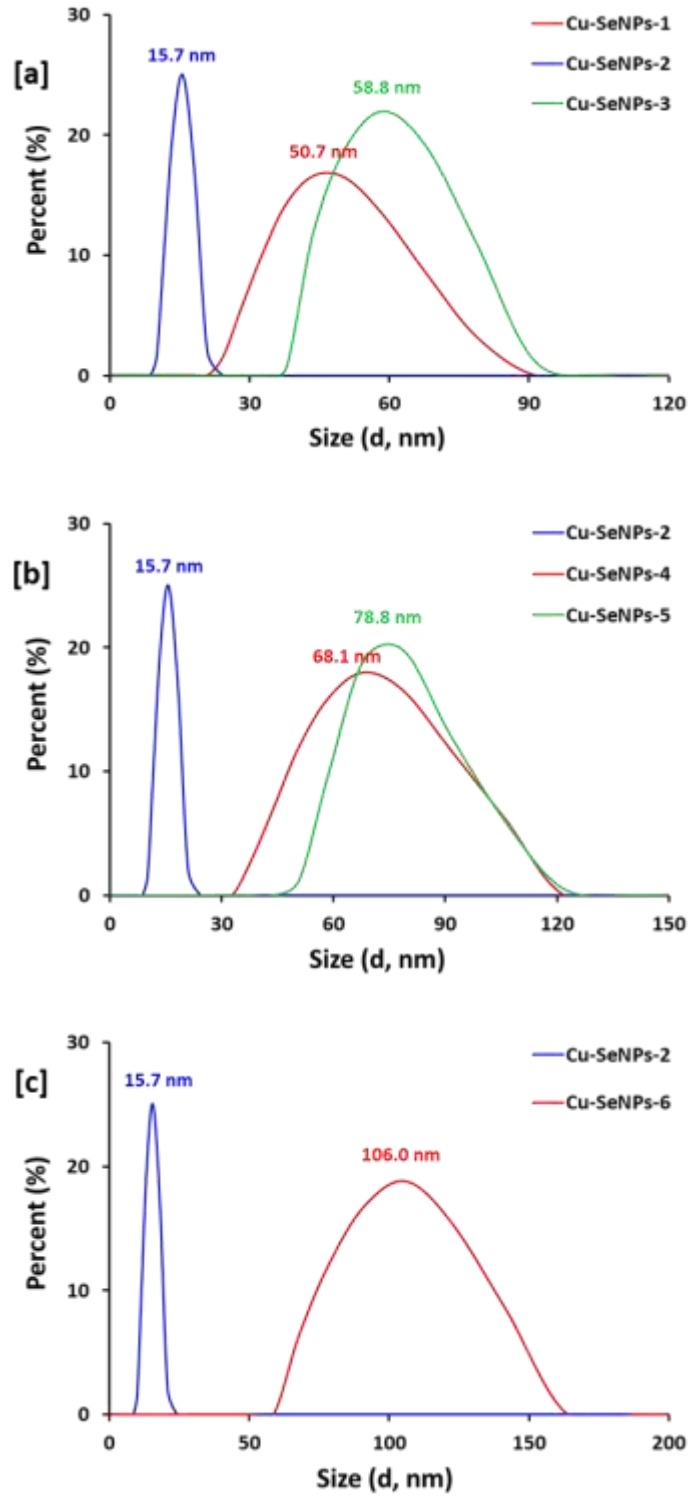 [a]
30
20
10
0
Percent (%)
15.7 nm
50.7 nm
58.8 nm
Cu-SeNPs-1
Cu-SeNPs-2
Cu-SeNPs-3
0 30 60 90 120
Size (d, nm)
[b]
30
20
10
0
Percent (%)
15.7 nm
68.1 nm
78.8 nm
Cu-SeNPs-2
Cu-SeNPs-4
Cu-SeNPs-5
0 30 60 90 120 150
Size (d, nm)
[c]
30
20
10
0
Percent (%)
15.7 nm
106.0 nm
Cu-SeNPs-2
Cu-SeNPs-6
0 50 100 150 200
Size (d, nm)